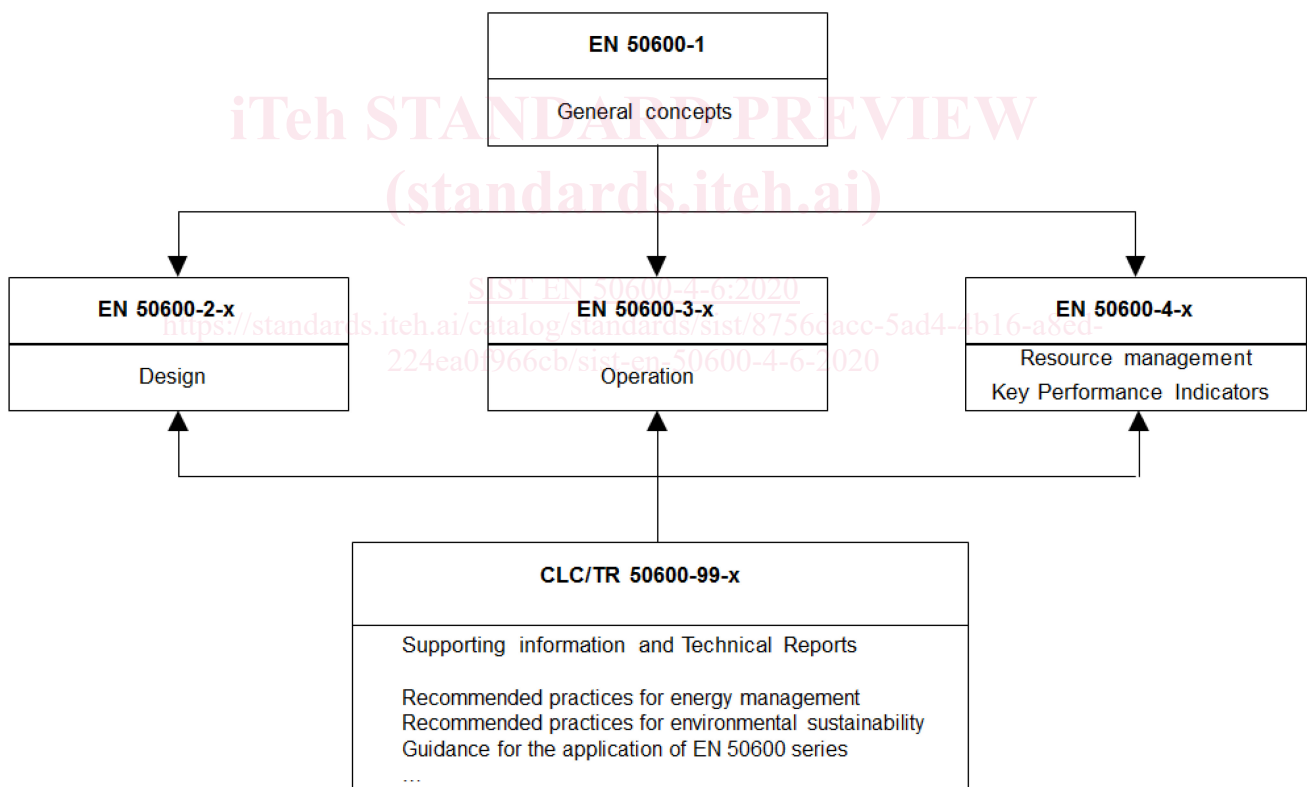 EN 50600-1
iTeh STANDARD PREVIEW
General concepts
(standards.iteh.ai)
SIST EN 50600-4-6:2020
EN 50600-2-x
EN 50600-3-x
EN 50600-4-x
https://standards.iteh.ai/catalog/standards/sist/8756dacc-5ad4-4b16-a8ed-
224ea0f966cb/sist-en-50600-4-6-2020
Design
Operation
Resource management
Key Performance Indicators
CLC/TR 50600-99-x
Supporting information and Technical Reports
Recommended practices for energy management
Recommended practices for environmental sustainability
Guidance for the application of EN 50600 series
...